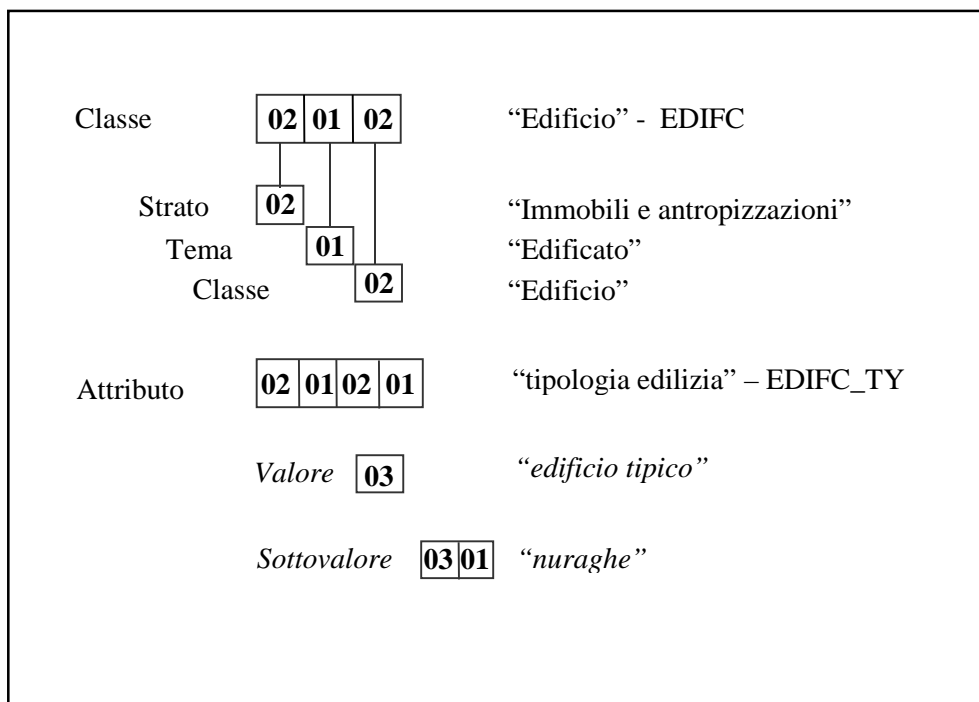 Classe 02 01 02 “Edificio” - EDIFC
Strato 02 “Immobili e antropizzazioni”
Tema 01 “Edificato”
Classe 02 “Edificio”
Attributo 02 01 02 01 “tipologia edilizia” – EDIFC_TY
Valore 03 “edificio tipico”
Sottovalore 03 01 “nuraghe”